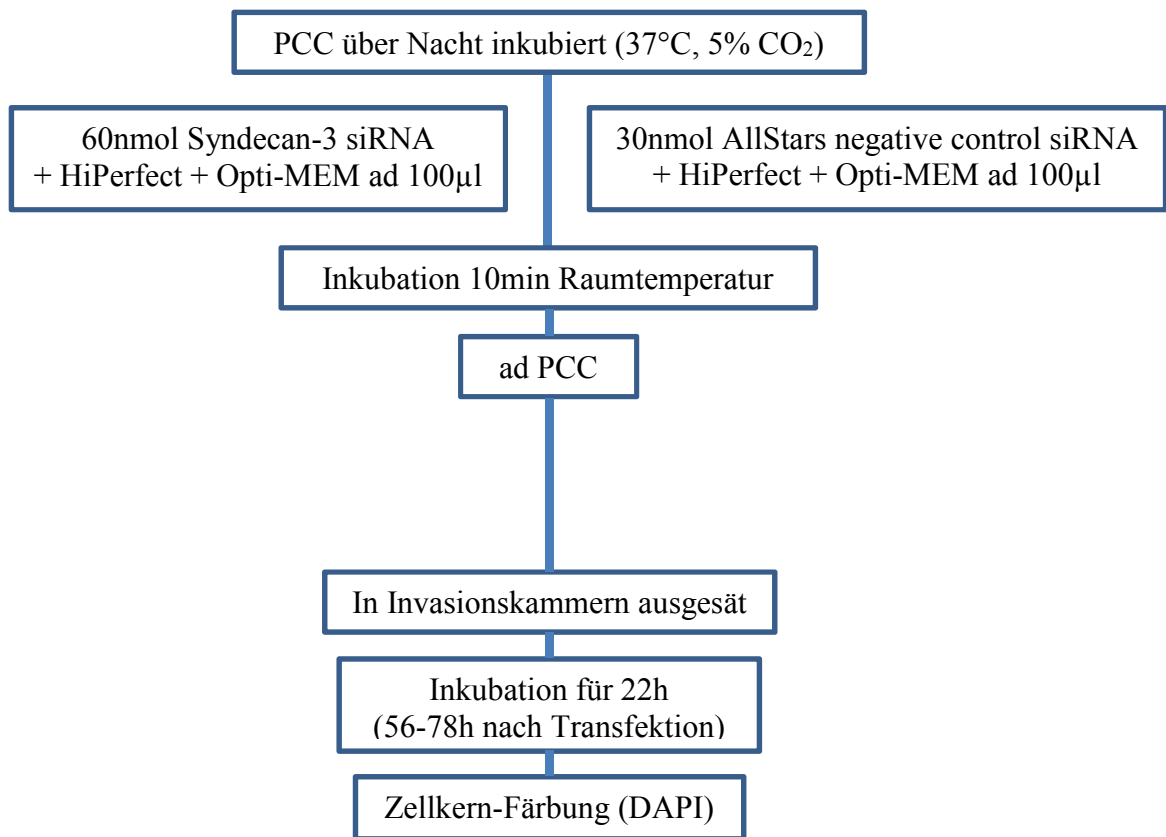 PCC über Nacht inkubiert (37°C, 5% CO₂)
60nmol Syndecan-3 siRNA
+ HiPerfect + Opti-MEM ad 100µl
30nmol AllStars negative control siRNA
+ HiPerfect + Opti-MEM ad 100µl
Inkubation 10min Raumtemperatur
ad PCC
In Invasionskammern ausgesät
Inkubation für 22h
(56-78h nach Transfektion)
Zellkern-Färbung (DAPI)